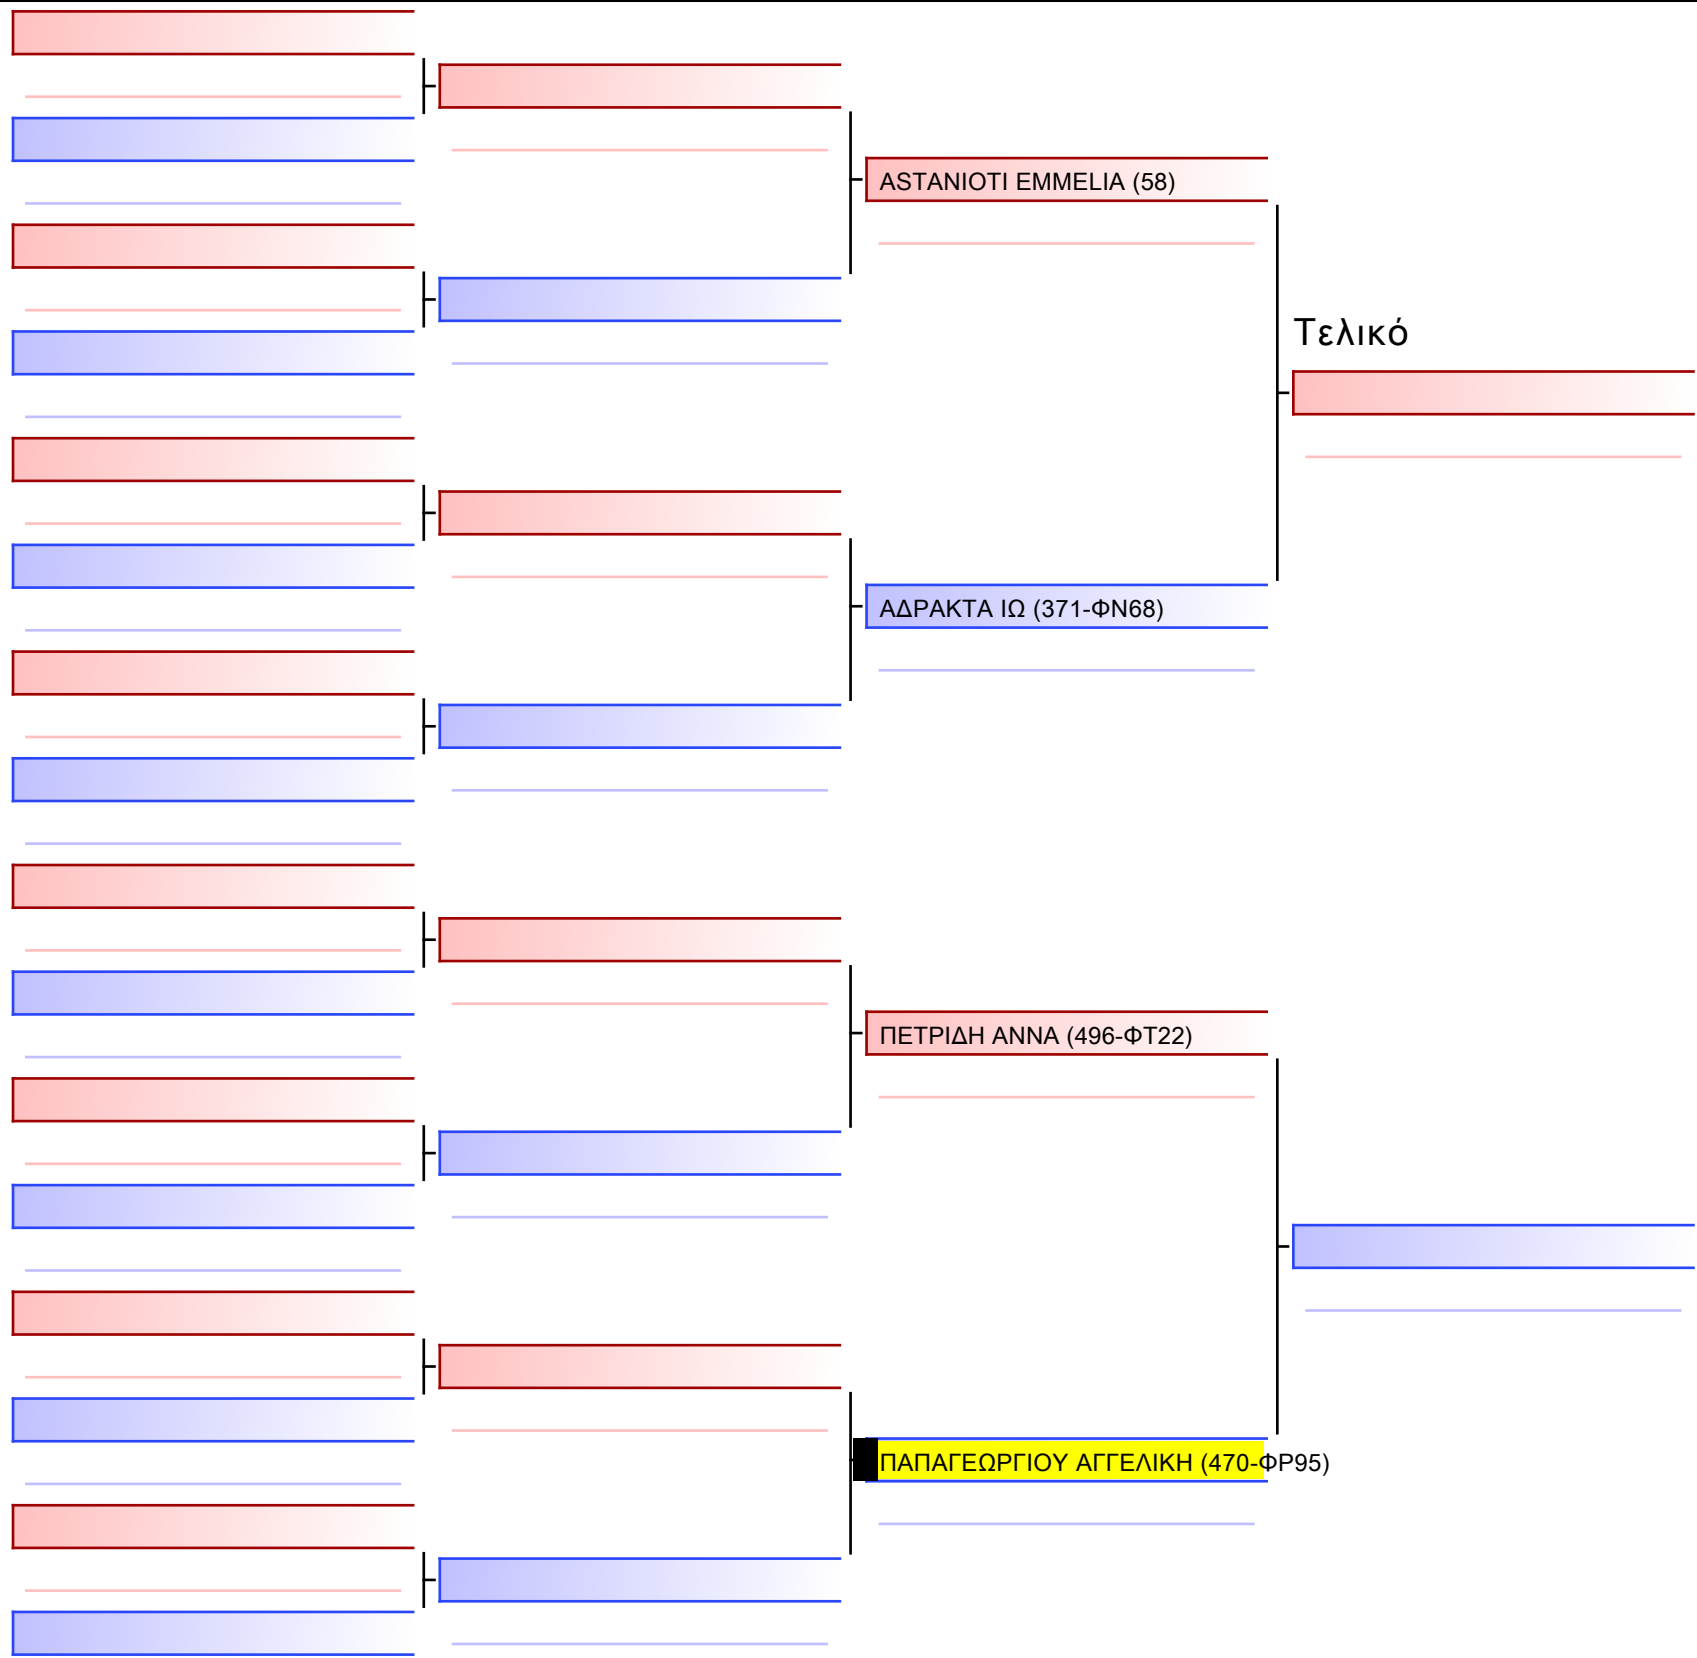 ASTANIOTI EMMELIA (58)
Τελικό
ΑΔΡΑΚΤΑ ΙΩ (371-ΦΝ68)
ΠΕΤΡΙΔΗ ΑΝΝΑ (496-ΦΤ22)
ΠΑΠΑΓΕΩΡΓΙΟΥ ΑΓΓΕΛΙΚΗ (470-ΦΡ95)